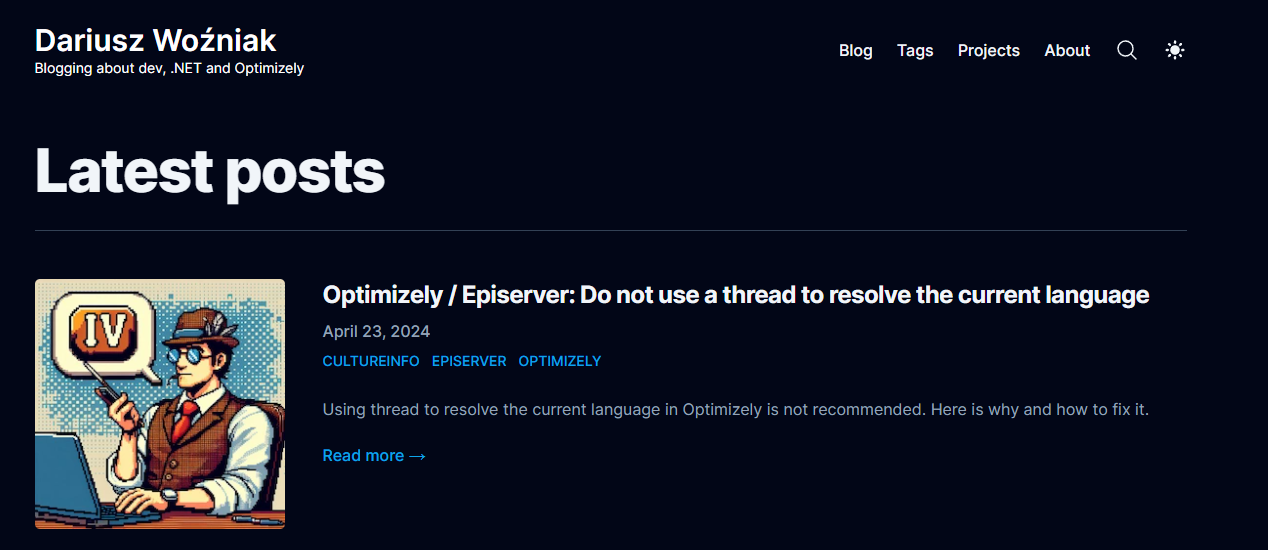 Dariusz Woźniak
Blogging about dev, .NET and Optimizely
Blog Tags Projects About
Latest posts
IV
Optimizely / Episerver: Do not use a thread to resolve the current language
April 23, 2024
CULTUREINFO EPISERVER OPTIMIZELY
Using thread to resolve the current language in Optimizely is not recommended. Here is why and how to fix it.
Read more →